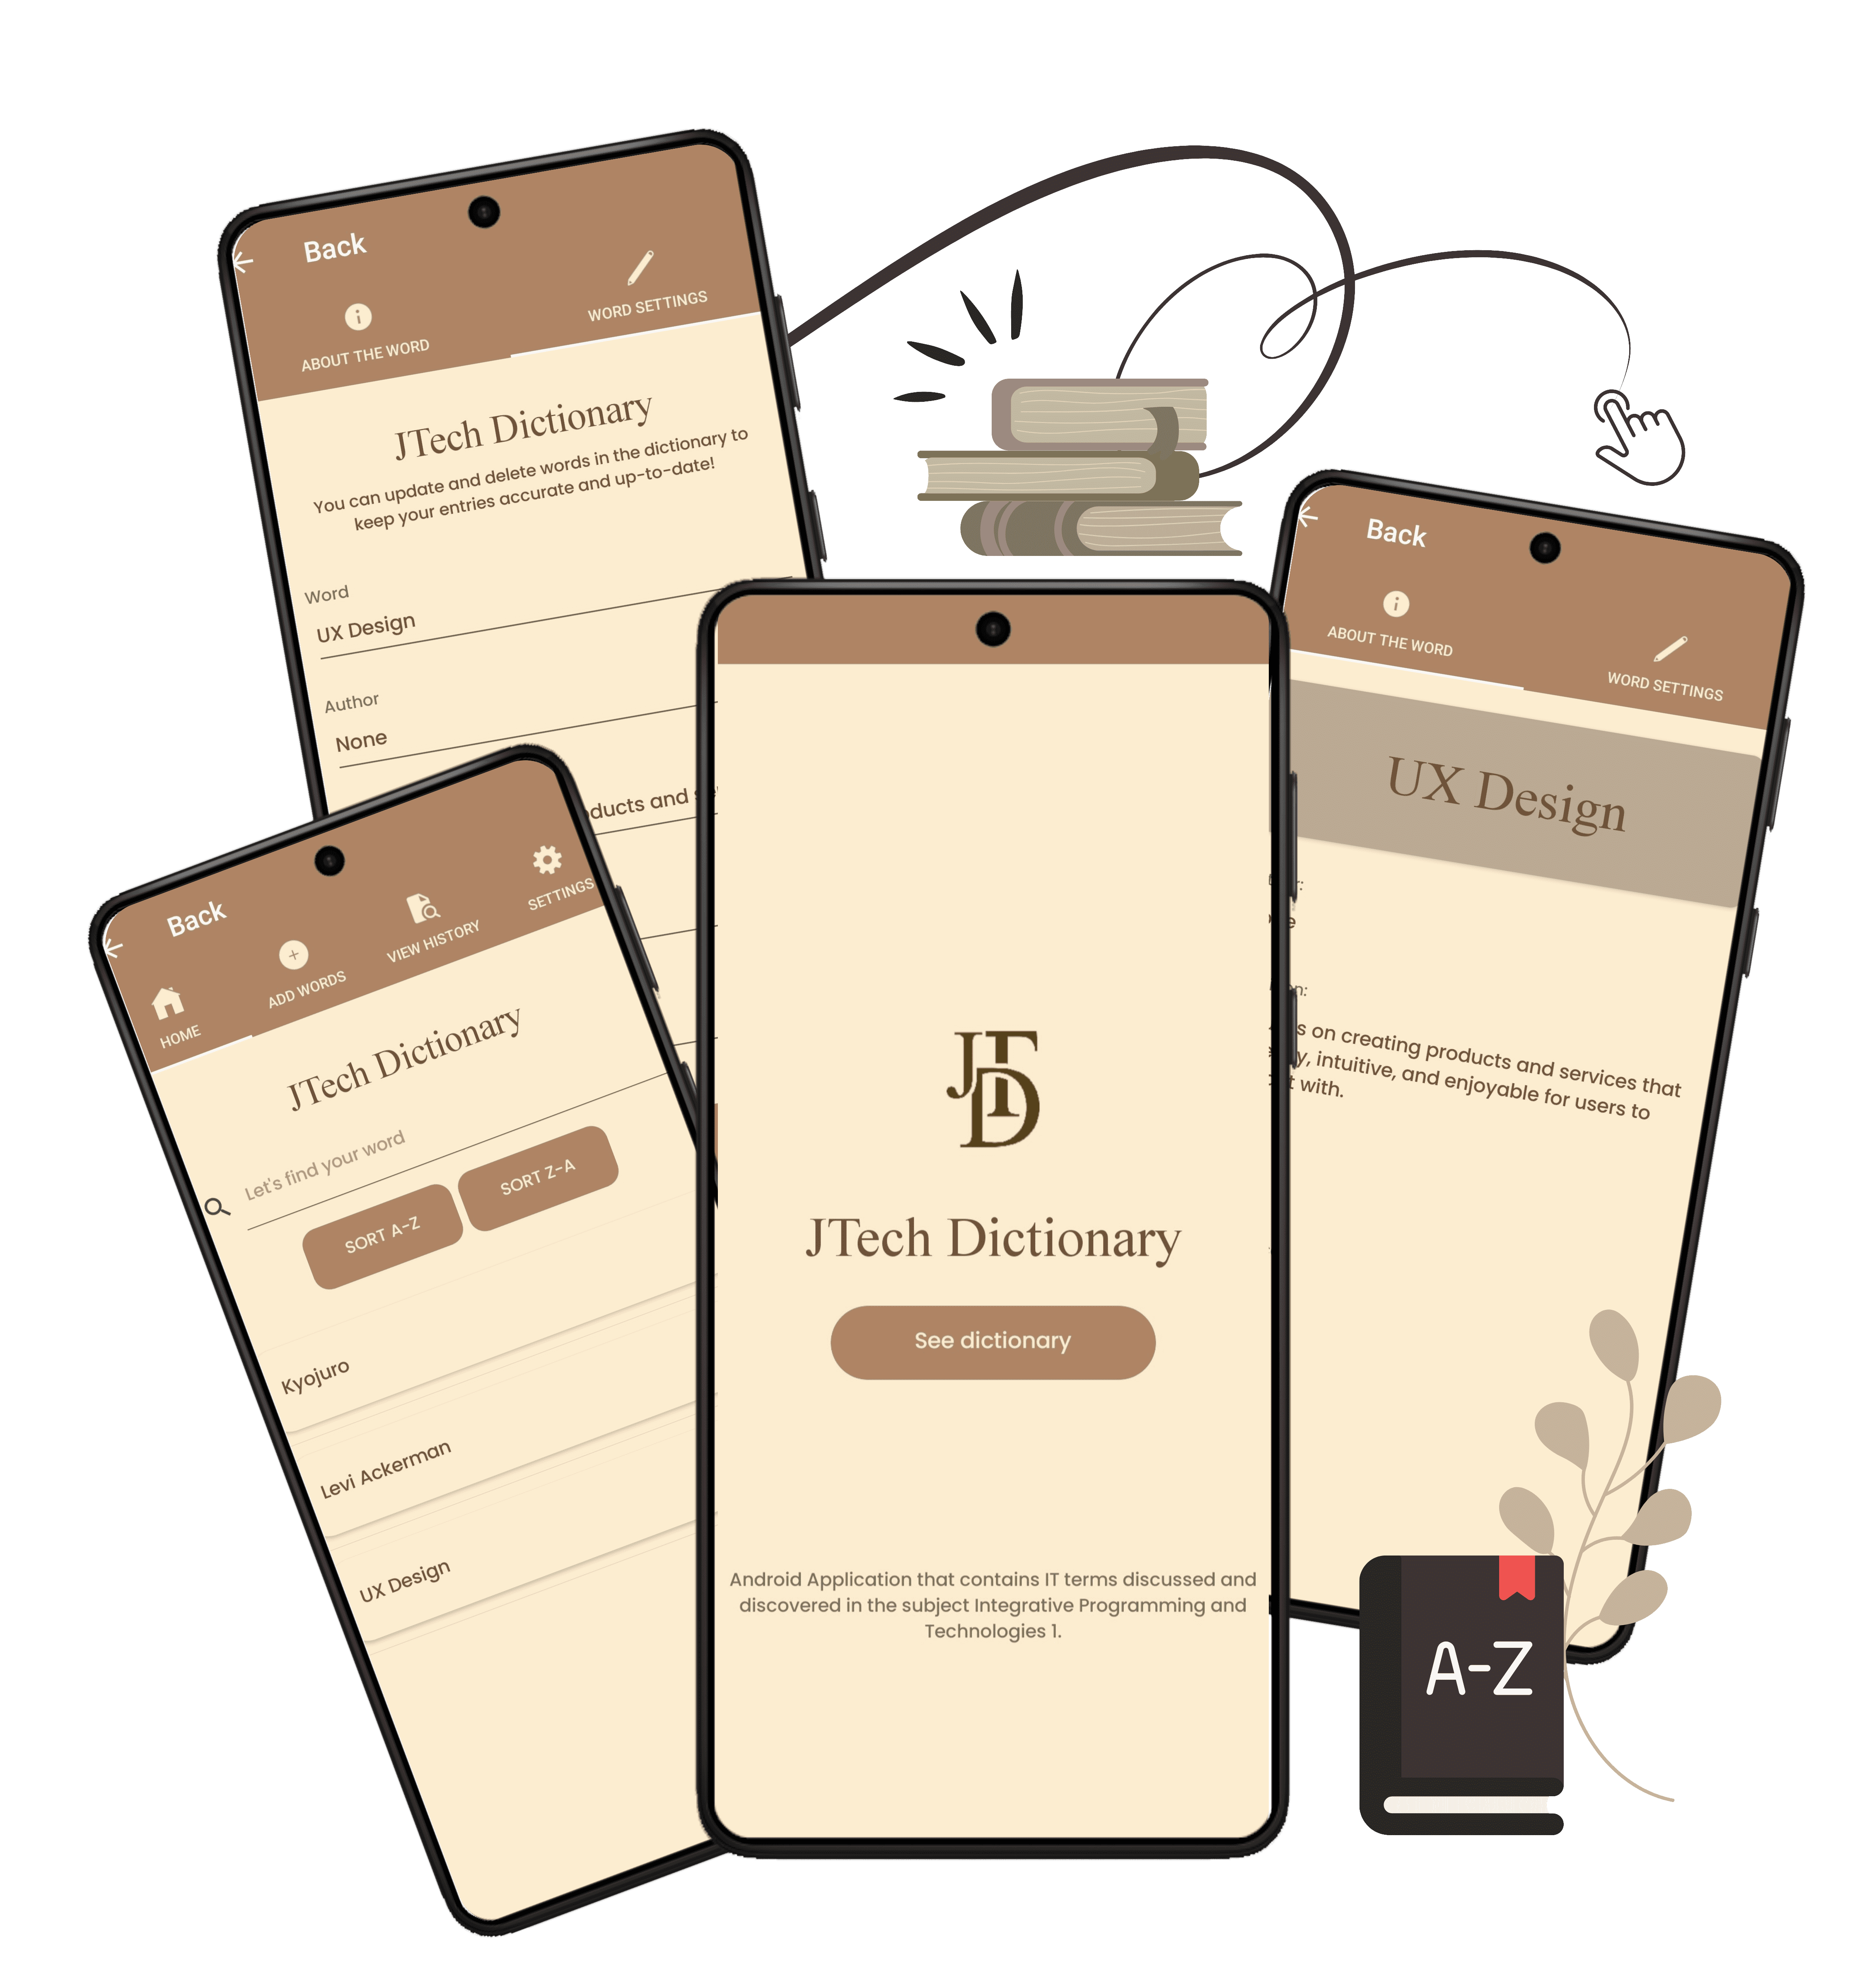 Back
ABOUT THE WORD
WORD SETTINGS
JTech Dictionary
You can update and delete words in the dictionary to
keep your entries accurate and up-to-date!
Word
UX Design
Author
None
and
Back
HOME
ADD WORDS
VIEW HISTORY
SETTINGS
JTech Dictionary
Let's find your word
SORT A-Z
SORT Z-A
Kyojuro
Levi Ackerman
UX Design
JTD
JTech Dictionary
See dictionary
Android Application that contains IT terms discussed and
discovered in the subject Integrative Programming and
Technologies 1.
Back
ABOUT THE WORD
WORD SETTINGS
UX Design
on creating products and services that
intuitive, and enjoyable for users to
with.
A-Z